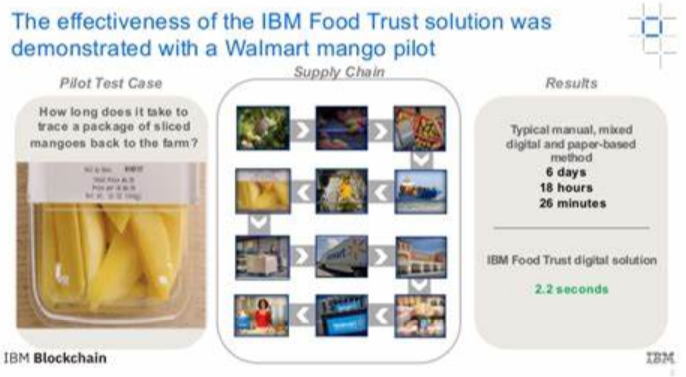 The effectiveness of the IBM Food Trust solution was
demonstrated with a Walmart mango pilot
Pilot Test Case
Supply Chain
Results
How long does it take to
trace a package of sliced
mangoes back to the farm?
Typical manual, mixed
digital and paper-based
method
6 days
18 hours
26 minutes
IBM Food Trust digital solution
2.2 seconds
IBM Blockchain
IBM